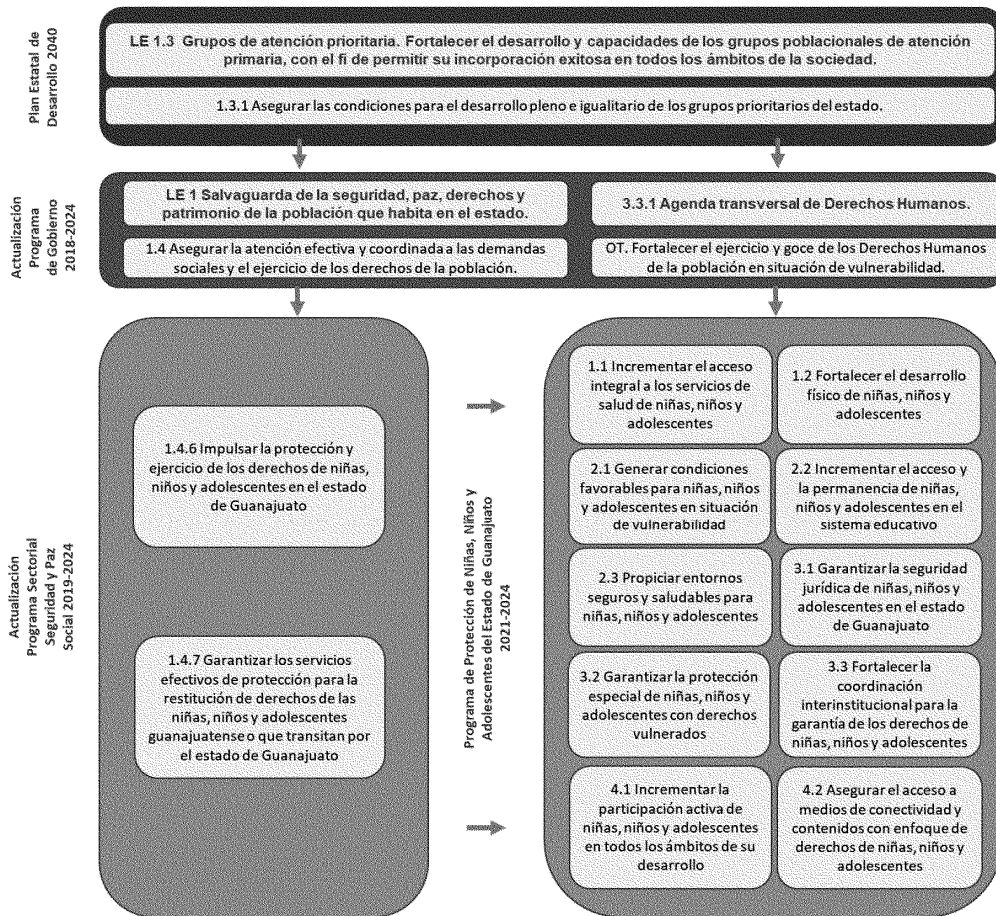 Plan Estatal de
Desarrollo 2040
LE 1.3 Grupos de atención prioritaria. Fortalecer el desarrollo y capacidades de los grupos poblacionales de atención
primaria, con el fi de permitir su incorporación exitosa en todos los ámbitos de la sociedad.
1.3.1 Asegurar las condiciones para el desarrollo pleno e igualitario de los grupos prioritarios del estado.
Actualización
Programa
de Gobierno
2018-2024
LE 1 Salvaguarda de la seguridad, paz, derechos y
patrimonio de la población que habita en el estado.
1.4 Asegurar la atención efectiva y coordinada a las demandas
sociales y el ejercicio de los derechos de la población.
3.3.1 Agenda transversal de Derechos Humanos.
OT. Fortalecer el ejercicio y goce de los Derechos Humanos
de la población en situación de vulnerabilidad.
Actualización
Programa Sectorial
Seguridad y Paz
Social 2019-2024
1.4.6 Impulsar la protección y
ejercicio de los derechos de niñas,
niños y adolescentes en el estado
de Guanajuato
1.4.7 Garantizar los servicios
efectivos de protección para la
restitución de derechos de las
niñas, niños y adolescentes
guanajuatense o que transitan por
el estado de Guanajuato
Programa de Protección de Niñas, Niños y
Adolescentes del Estado de Guanajuato
2021-2024
1.1 Incrementar el acceso
integral a los servicios de
salud de niñas, niños y
adolescentes
1.2 Fortalecer el desarrollo
físico de niñas, niños y
adolescentes
2.1 Generar condiciones
favorables para niñas, niños
y adolescentes en situación
de vulnerabilidad
2.2 Incrementar el acceso y
la permanencia de niñas,
niños y adolescentes en el
sistema educativo
2.3 Propiciar entornos
seguros y saludables para
niñas, niños y adolescentes
3.1 Garantizar la seguridad
jurídica de niñas, niños y
adolescentes en el estado
de Guanajuato
3.2 Garantizar la protección
especial de niñas, niños y
adolescentes con derechos
vulnerados
3.3 Fortalecer la
coordinación
interinstitucional para la
garantía de los derechos de
niñas, niños y adolescentes
4.1 Incrementar la
participación activa de
niñas, niños y adolescentes
en todos los ámbitos de su
desarrollo
4.2 Asegurar el acceso a
medios de conectividad y
contenidos con enfoque de
derechos de niñas, niños y
adolescentes